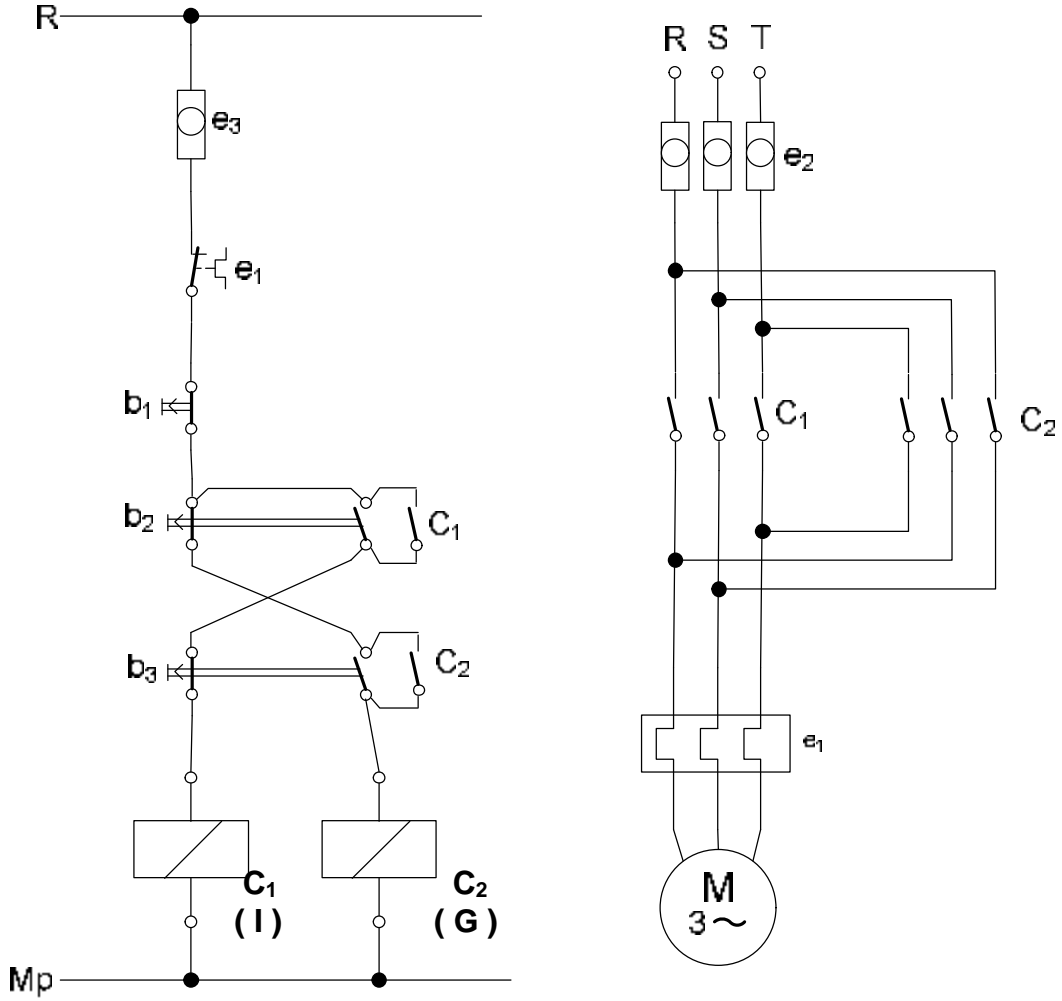 R
e₃
e₁
b₁
b₂
C₁
b₃
C₂
C₁
( I )
C₂
( G )
Mp
R S T
e₂
C₁
C₂
e₁
M
3～